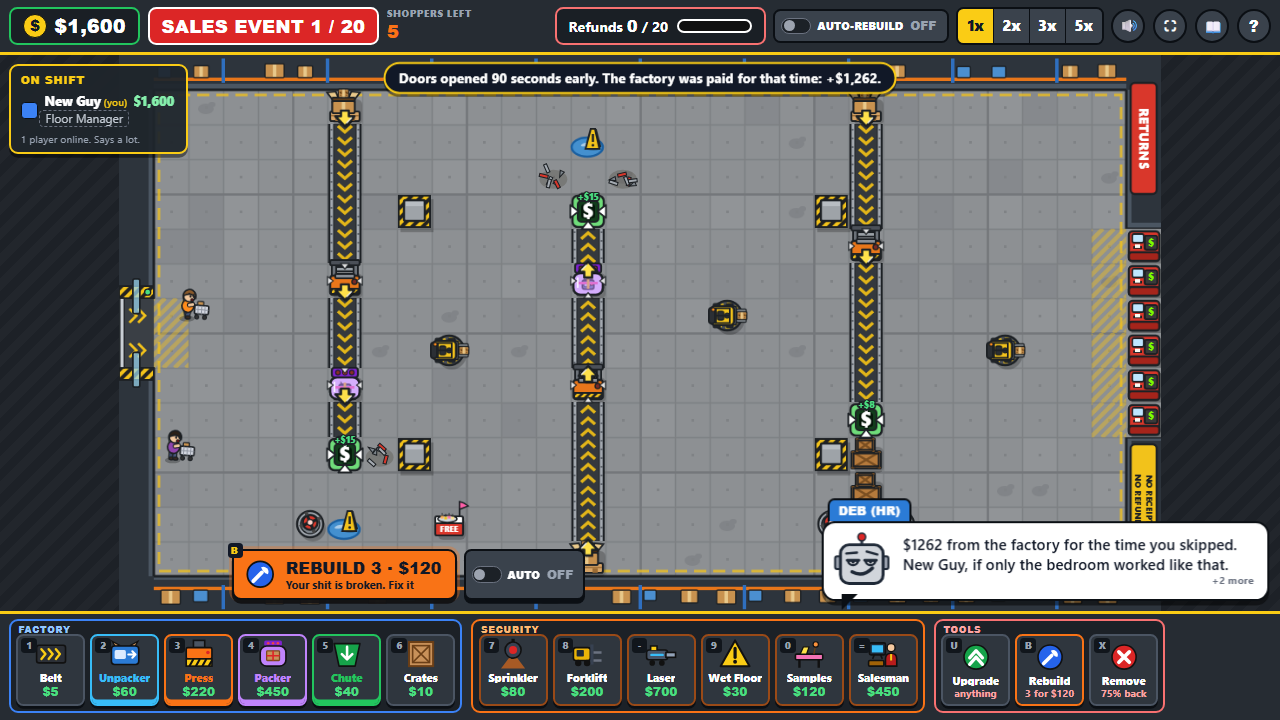 $ $1,600
SALES EVENT 1 / 20
SHOPPERS LEFT
5
Refunds 0 / 20
AUTO-REBUILD OFF
1x 2x 3x 5x
?
Doors opened 90 seconds early. The factory was paid for that time: +$1,262.
ON SHIFT
New Guy (you) $1,600
Floor Manager
1 player online. Says a lot.
RETURNS
+$15
$
$
$
$
$
$
$
+$8
$
+$15
$
NO RECEIP
NO REFUN
FREE
B
REBUILD 3 · $120
Your shit is broken. Fix it
AUTO OFF
DEB (HR)
$1262 from the factory for the time you skipped.
New Guy, if only the bedroom worked like that.
+2 more
FACTORY
1 Belt $5
2 Unpacker $60
3 Press $220
4 Packer $450
5 Chute $40
6 Crates $10
SECURITY
7 Sprinkler $80
8 Forklift $200
- Laser $700
9 Wet Floor $30
0 Samples $120
= Salesman $450
TOOLS
U Upgrade anything
B Rebuild 3 for $120
X Remove 75% back